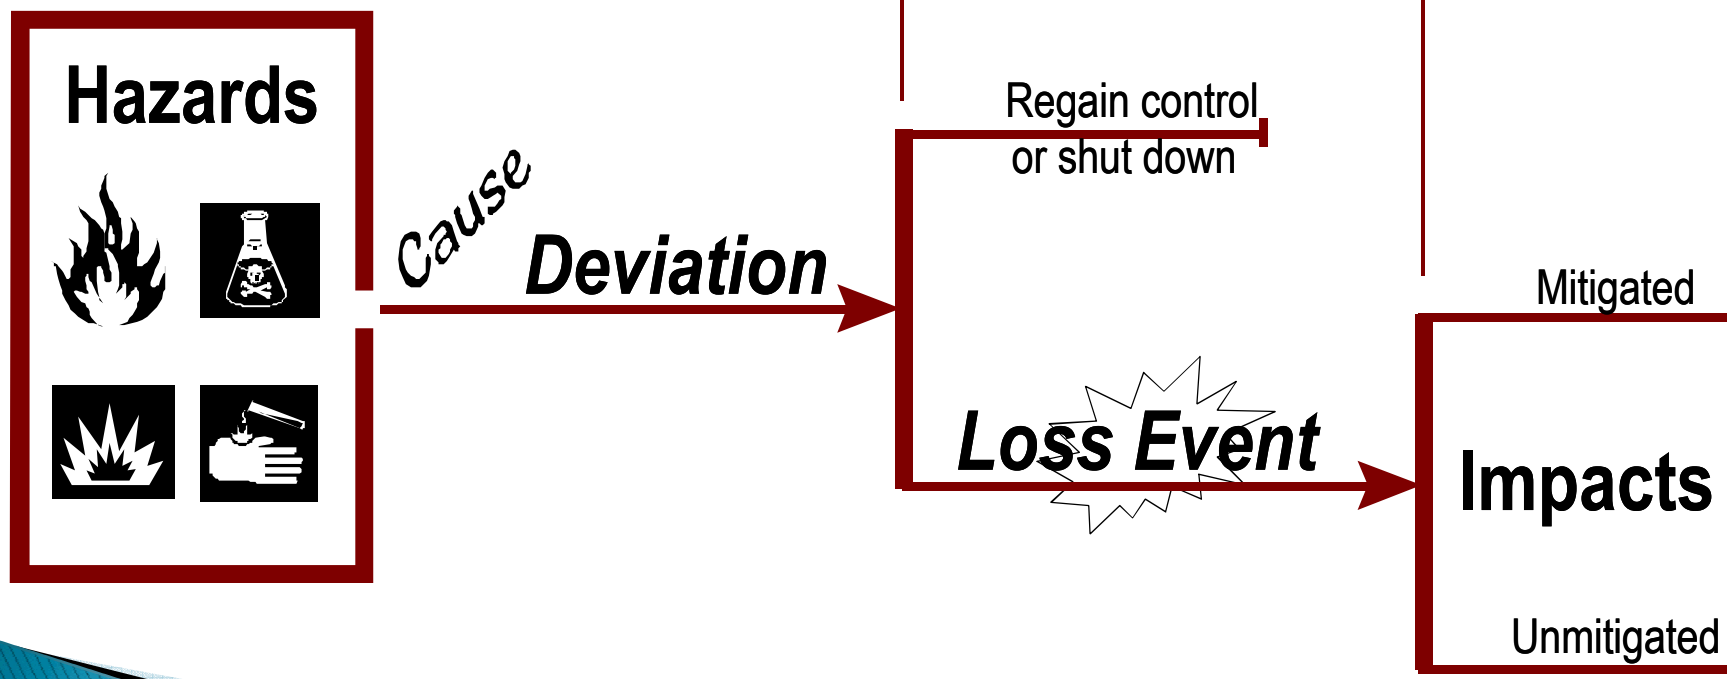 Hazards
Cause
Deviation
Regain control
or shut down
Loss Event
Mitigated
Impacts
Unmitigated